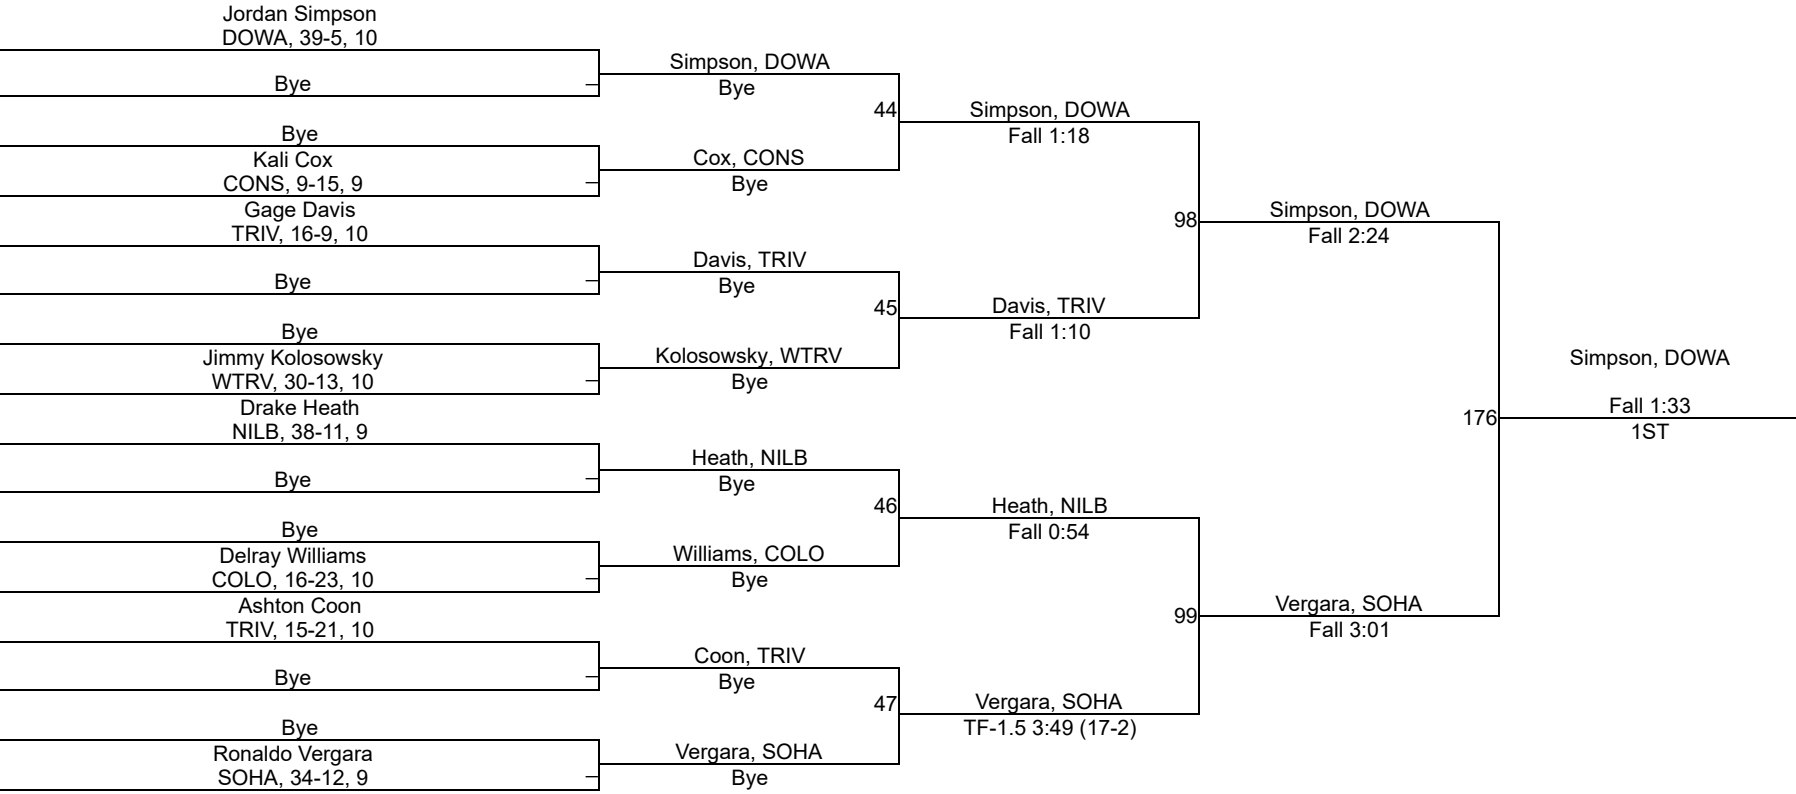 Jordan Simpson
DOWA, 39-5, 10
Bye
Bye
Kali Cox
CONS, 9-15, 9
Gage Davis
TRIV, 16-9, 10
Bye
Bye
Jimmy Kolosowsky
WTRV, 30-13, 10
Drake Heath
NILB, 38-11, 9
Bye
Bye
Delray Williams
COLO, 16-23, 10
Ashton Coon
TRIV, 15-21, 10
Bye
Bye
Ronaldo Vergara
SOHA, 34-12, 9
Simpson, DOWA
Bye
44
Cox, CONS
Bye
Davis, TRIV
Bye
45
Kolosowsky, WTRV
Bye
Heath, NILB
Bye
46
Williams, COLO
Bye
Coon, TRIV
Bye
47
Vergara, SOHA
Bye
Simpson, DOWA
Fall 1:18
98
Davis, TRIV
Fall 1:10
Heath, NILB
Fall 0:54
99
Vergara, SOHA
TF-1.5 3:49 (17-2)
Simpson, DOWA
Fall 2:24
176
Vergara, SOHA
Fall 3:01
Simpson, DOWA
Fall 1:33
1ST